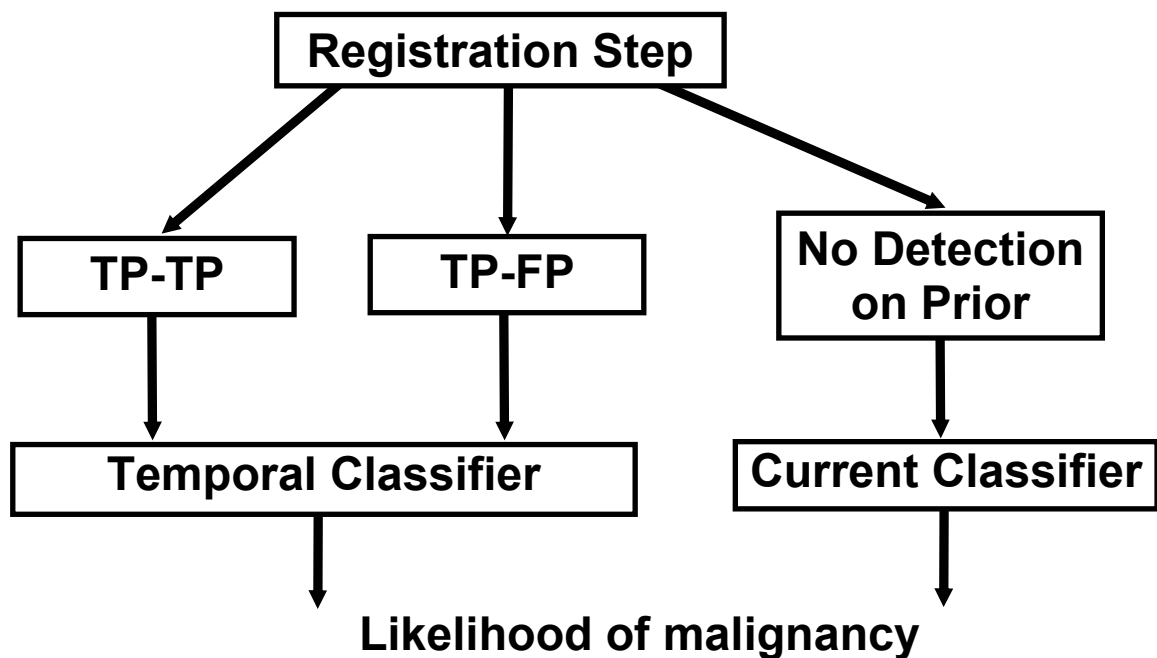 Registration Step
TP-TP
TP-FP
No Detection
on Prior
Temporal Classifier
Current Classifier
Likelihood of malignancy